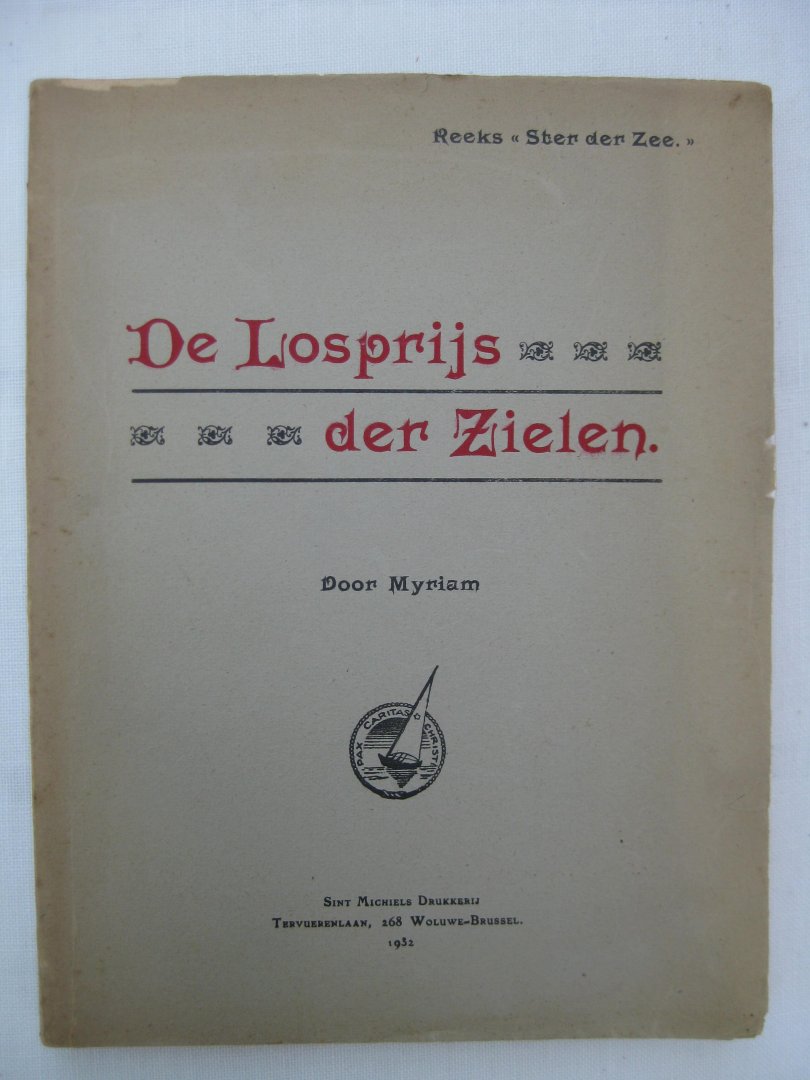 Reeks « Ster der Zee. »
De Losprijs
der Zielen.
Door Myriam
PAX CARITAS CHRISTI
Sint Michiels Drukkerij
Tervuerenlaan, 268 Woluwe-Brussel.
1932